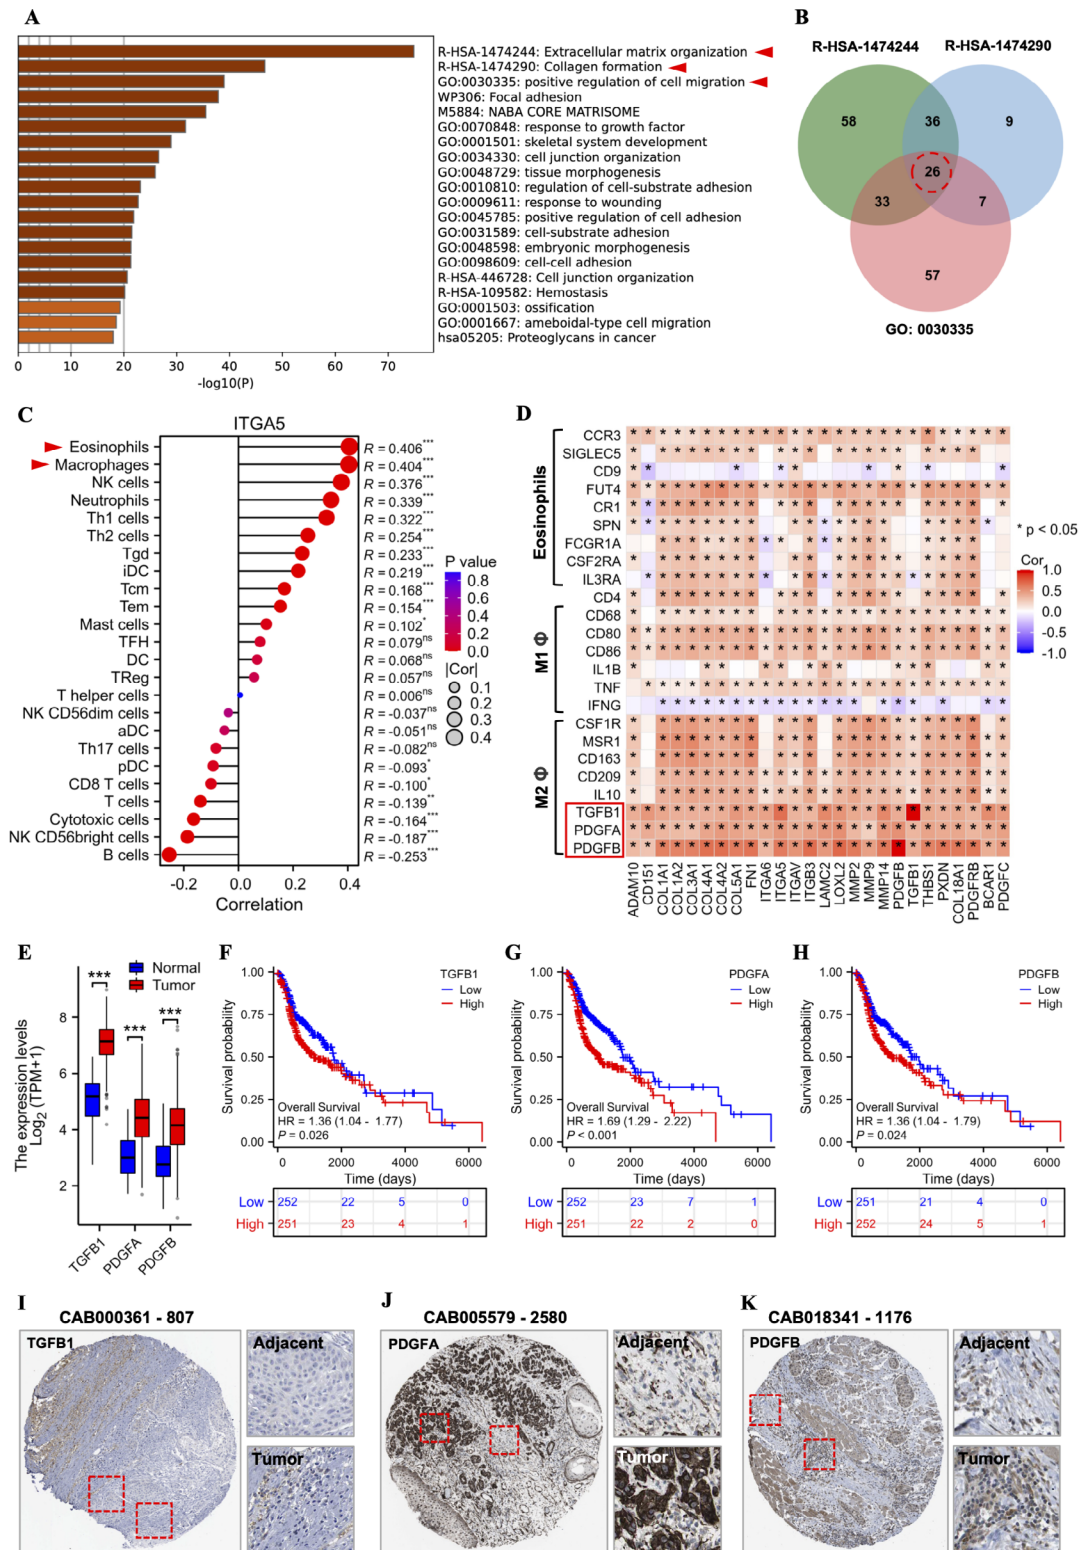 A
R-HSA-1474244: Extracellular matrix organization
R-HSA-1474290: Collagen formation
GO:0030335: positive regulation of cell migration
WP306: Focal adhesion
M5884: NABA CORE MATRISOME
GO:0070848: response to growth factor
GO:0001501: skeletal system development
GO:0034330: cell junction organization
GO:0048729: tissue morphogenesis
GO:0010810: regulation of cell-substrate adhesion
GO:0009611: response to wounding
GO:0045785: positive regulation of cell adhesion
GO:0031589: cell-substrate adhesion
GO:0048598: embryonic morphogenesis
GO:0098609: cell-cell adhesion
R-HSA-446728: Cell junction organization
R-HSA-109582: Hemostasis
GO:0001503: ossification
GO:0001667: ameboidal-type cell migration
hsa05205: Proteoglycans in cancer
0 10 20 30 40 50 60 70
-log10(P)
B
R-HSA-1474244 R-HSA-1474290
58 36 9
26
33 7
57
GO: 0030335
C
ITGA5
Eosinophils R = 0.406***
Macrophages R = 0.404***
NK cells R = 0.376***
Neutrophils R = 0.339***
Th1 cells R = 0.322***
Th2 cells R = 0.254***
Tgd R = 0.233***
iDC R = 0.219***
Tcm R = 0.168***
Tem R = 0.154***
Mast cells R = 0.102*
TFH R = 0.079ns
DC R = 0.068ns
TReg R = 0.057ns
T helper cells R = 0.006ns
NK CD56dim cells R = -0.037ns
aDC R = -0.051ns
Th17 cells R = -0.082ns
pDC R = -0.093*
CD8 T cells R = -0.100*
T cells R = -0.139**
Cytotoxic cells R = -0.164***
NK CD56bright cells R = -0.187***
B cells R = -0.253***
-0.2 0.0 0.2 0.4
Correlation
P value
0.8
0.6
0.4
0.2
0.0
|Cor|
0.1
0.2
0.3
0.4
D
Eosinophils
M1 Φ
M2 Φ
CCR3
SIGLEC5
CD9
FUT4
CR1
SPN
FCGR1A
CSF2RA
IL3RA
CD4
CD68
CD80
CD86
IL1B
TNF
IFNG
CSF1R
MSR1
CD163
CD209
IL10
TGFB1
PDGFA
PDGFB
ADAM10 CD151 COL1A1 COL1A2 COL3A1 COL4A1 COL4A2 COL5A1 FN1 ITGA6 ITGA5 ITGAV ITGB3 LAMC2 LOXL2 MMP2 MMP9 MMP14 PDGFB TGFB1 THBS1 PXDN COL18A1 PDGFRB BCAR1 PDGFC
* p < 0.05
Cor
1.0
0.5
0.0
-0.5
-1.0
E
Normal
Tumor
*** *** ***
The expression levels
Log2 (TPM+1)
8
6
4
2
TGFB1 PDGFA PDGFB
F
TGFB1
Low
High
Survival probability
1.00
0.75
0.50
0.25
0.00
Overall Survival
HR = 1.36 (1.04 - 1.77)
P = 0.026
0 2000 4000 6000
Time (days)
Low 252 22 5 0
High 251 23 4 1
G
PDGFA
Low
High
Survival probability
1.00
0.75
0.50
0.25
0.00
Overall Survival
HR = 1.69 (1.29 - 2.22)
P < 0.001
0 2000 4000 6000
Time (days)
Low 252 23 7 1
High 251 22 2 0
H
PDGFB
Low
High
Survival probability
1.00
0.75
0.50
0.25
0.00
Overall Survival
HR = 1.36 (1.04 - 1.79)
P = 0.024
0 2000 4000 6000
Time (days)
Low 251 21 4 0
High 252 24 5 1
I
CAB000361 - 807
TGFB1
Adjacent
Tumor
J
CAB005579 - 2580
PDGFA
Adjacent
Tumor
K
CAB018341 - 1176
PDGFB
Adjacent
Tumor